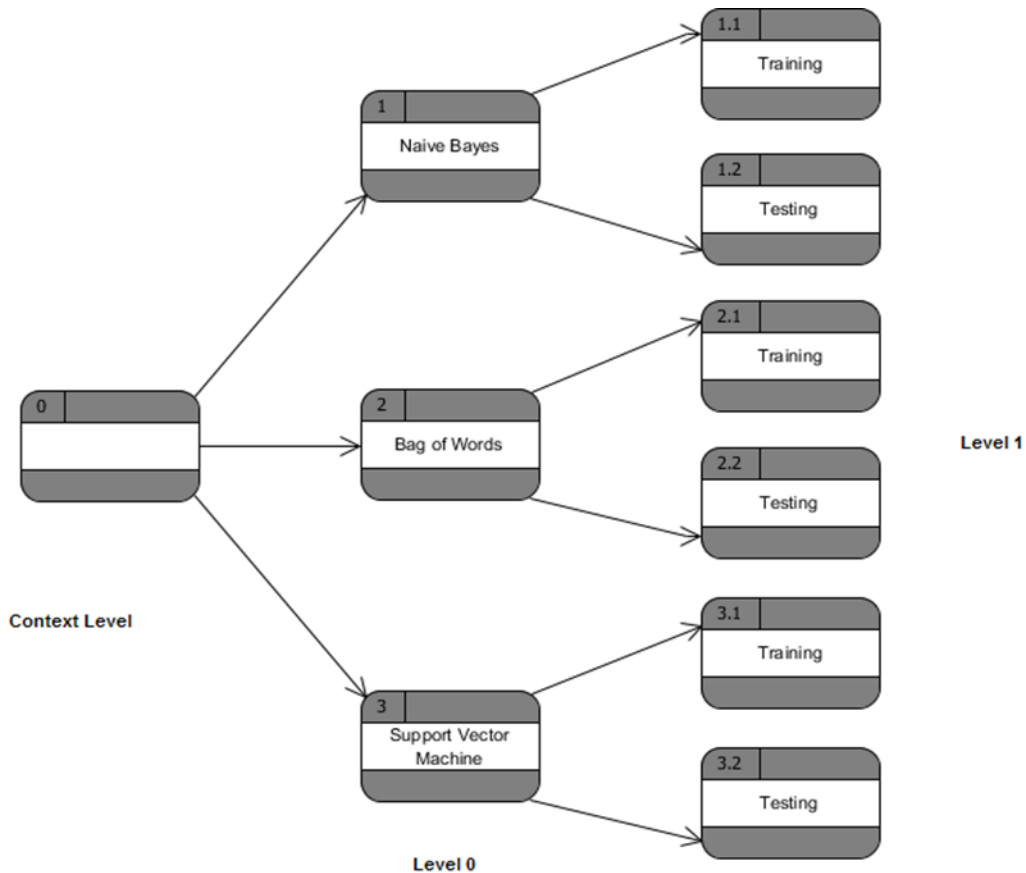 1.1
Training
1
Naive Bayes
1.2
Testing
2.1
Training
0
2
Bag of Words
Level 1
2.2
Testing
Context Level
3.1
Training
3
Support Vector
Machine
3.2
Testing
Level 0